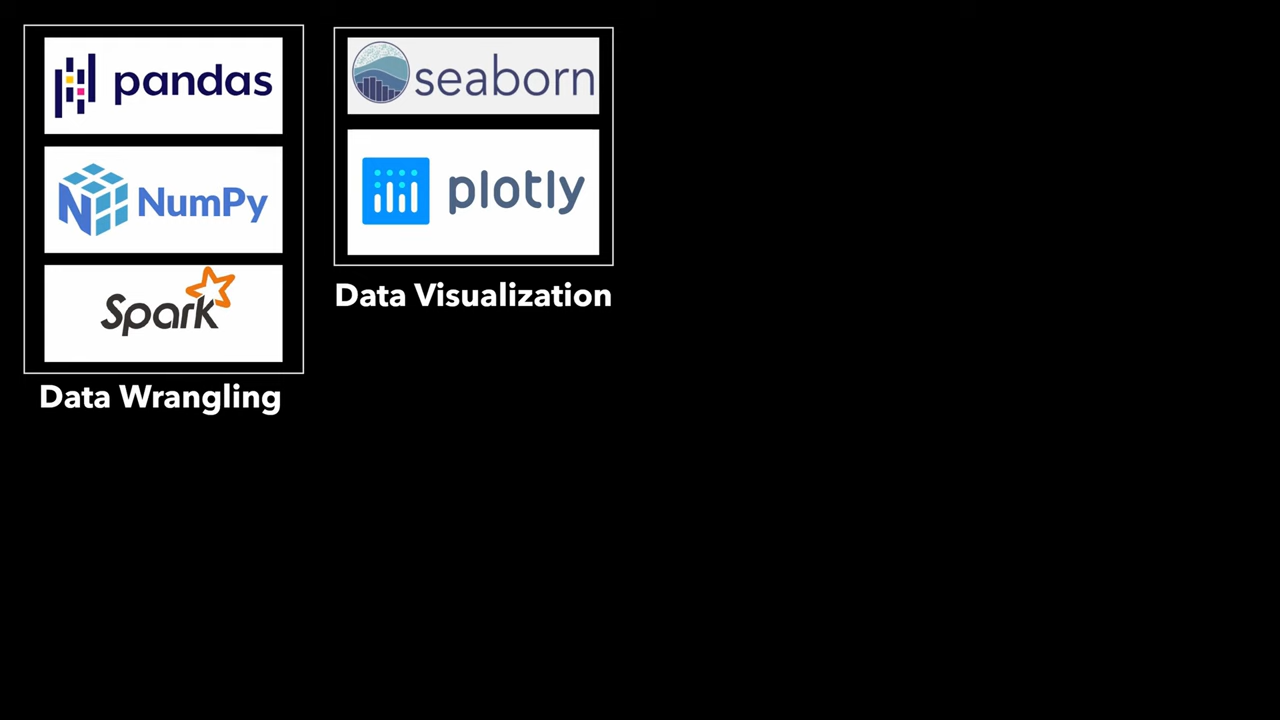 pandas
NumPy
Spark
Data Wrangling
seaborn
plotly
Data Visualization